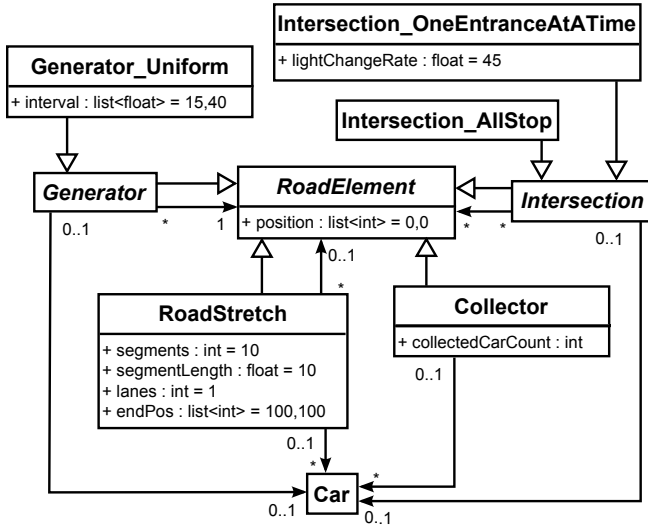 Intersection_OneEntranceAtATime
+ lightChangeRate : float = 45
Generator_Uniform
+ interval : list<float> = 15,40
Intersection_AllStop
Generator
RoadElement
+ position : list<int> = 0,0
Intersection
0..1
*
1
0..1
*
*
0..1
*
RoadStretch
+ segments : int = 10
+ segmentLength : float = 10
+ lanes : int = 1
+ endPos : list<int> = 100,100
Collector
+ collectedCarCount : int
0..1
0..1
*
*
Car
0..1
0..1